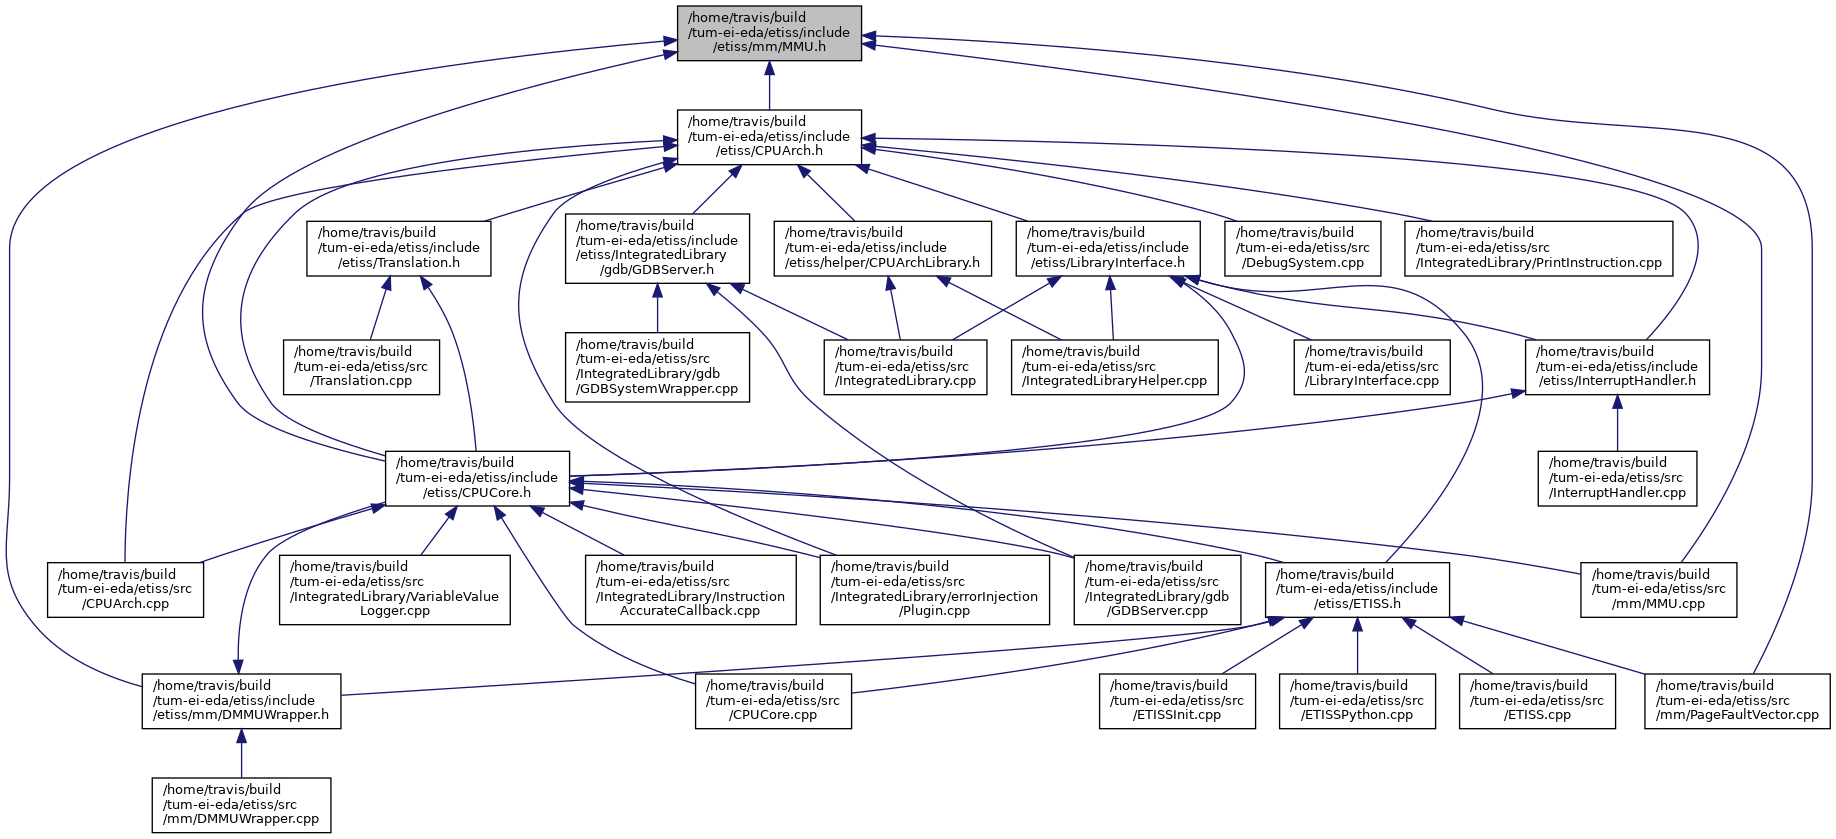 /home/travis/build
/tum-ei-eda/etiss/include
/etiss/mm/MMU.h
/home/travis/build
/tum-ei-eda/etiss/include
/etiss/CPUArch.h
/home/travis/build
/tum-ei-eda/etiss/include
/etiss/Translation.h
/home/travis/build
/tum-ei-eda/etiss/include
/etiss/IntegratedLibrary
/gdb/GDBServer.h
/home/travis/build
/tum-ei-eda/etiss/include
/etiss/helper/CPUArchLibrary.h
/home/travis/build
/tum-ei-eda/etiss/include
/etiss/LibraryInterface.h
/home/travis/build
/tum-ei-eda/etiss/src
/DebugSystem.cpp
/home/travis/build
/tum-ei-eda/etiss/src
/IntegratedLibrary/PrintInstruction.cpp
/home/travis/build
/tum-ei-eda/etiss/src
/Translation.cpp
/home/travis/build
/tum-ei-eda/etiss/src
/IntegratedLibrary/gdb
/GDBSystemWrapper.cpp
/home/travis/build
/tum-ei-eda/etiss/src
/IntegratedLibrary.cpp
/home/travis/build
/tum-ei-eda/etiss/src
/IntegratedLibraryHelper.cpp
/home/travis/build
/tum-ei-eda/etiss/src
/LibraryInterface.cpp
/home/travis/build
/tum-ei-eda/etiss/include
/etiss/InterruptHandler.h
/home/travis/build
/tum-ei-eda/etiss/include
/etiss/CPUCore.h
/home/travis/build
/tum-ei-eda/etiss/src
/InterruptHandler.cpp
/home/travis/build
/tum-ei-eda/etiss/src
/CPUArch.cpp
/home/travis/build
/tum-ei-eda/etiss/src
/IntegratedLibrary/VariableValue
Logger.cpp
/home/travis/build
/tum-ei-eda/etiss/src
/IntegratedLibrary/Instruction
AccurateCallback.cpp
/home/travis/build
/tum-ei-eda/etiss/src
/IntegratedLibrary/errorInjection
/Plugin.cpp
/home/travis/build
/tum-ei-eda/etiss/src
/IntegratedLibrary/gdb
/GDBServer.cpp
/home/travis/build
/tum-ei-eda/etiss/include
/etiss/ETISS.h
/home/travis/build
/tum-ei-eda/etiss/src
/mm/MMU.cpp
/home/travis/build
/tum-ei-eda/etiss/include
/etiss/mm/DMMUWrapper.h
/home/travis/build
/tum-ei-eda/etiss/src
/CPUCore.cpp
/home/travis/build
/tum-ei-eda/etiss/src
/ETISSInit.cpp
/home/travis/build
/tum-ei-eda/etiss/src
/ETISSPython.cpp
/home/travis/build
/tum-ei-eda/etiss/src
/ETISS.cpp
/home/travis/build
/tum-ei-eda/etiss/src
/mm/PageFaultVector.cpp
/home/travis/build
/tum-ei-eda/etiss/src
/mm/DMMUWrapper.cpp